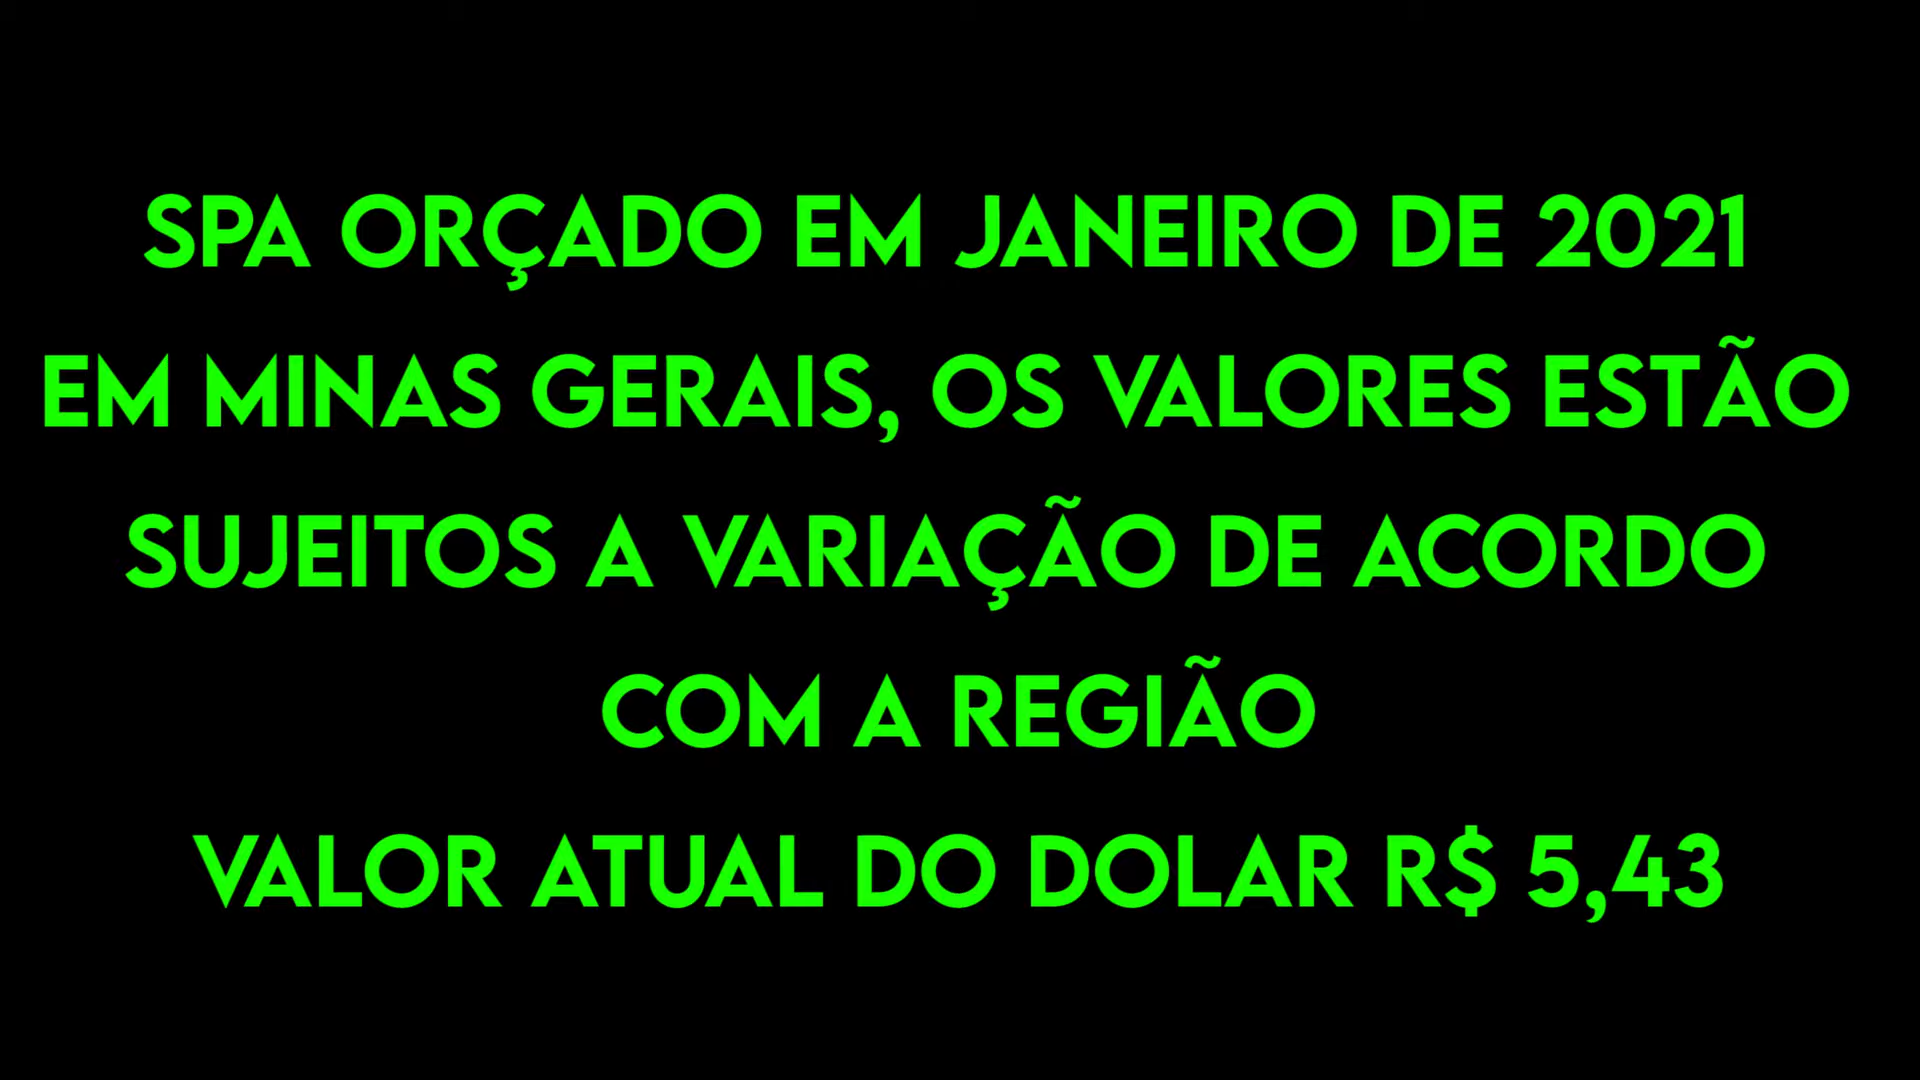 SPA ORÇADO EM JANEIRO DE 2021
EM MINAS GERAIS, OS VALORES ESTÃO
SUJEITOS A VARIAÇÃO DE ACORDO
COM A REGIÃO
VALOR ATUAL DO DOLAR R$ 5,43